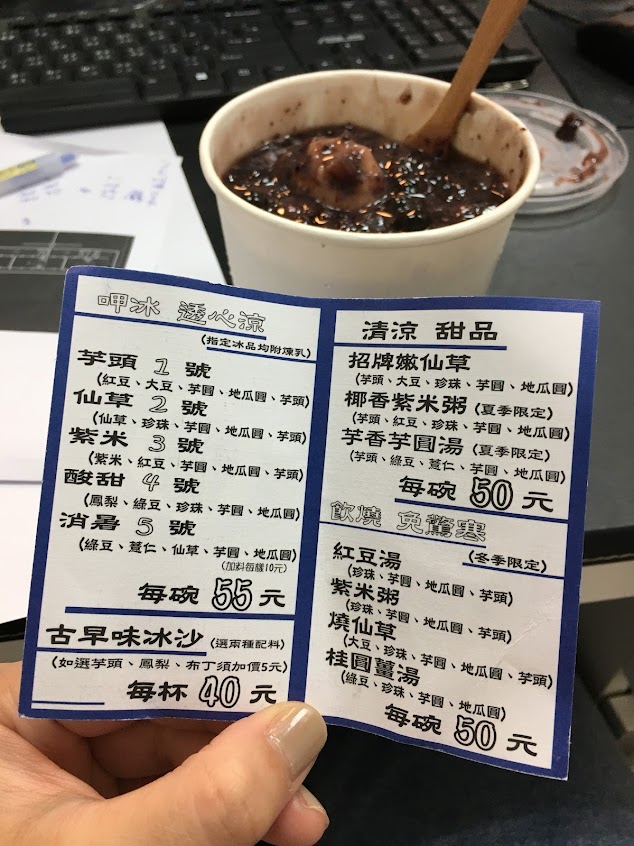 呷冰 透心涼
(指定冰品均附煉乳)
芋頭 1 號
(紅豆、大豆、芋圓、地瓜圓、芋頭)
仙草 2 號
(仙草、珍珠、芋圓、地瓜圓、芋頭)
紫米 3 號
(紫米、紅豆、芋圓、地瓜圓、芋頭)
酸甜 4 號
(鳳梨、綠豆、珍珠、芋圓、地瓜圓)
消暑 5 號
(綠豆、薏仁、仙草、芋圓、地瓜圓)
(加料每樣10元)
每碗 55 元
古早味冰沙 (選兩種配料)
(如選芋頭、鳳梨、布丁須加價5元)
每杯 40 元
清涼 甜品
招牌嫩仙草
(芋頭、大豆、珍珠、芋圓、地瓜圓)
椰香紫米粥 (夏季限定)
(芋頭、紅豆、珍珠、芋圓、地瓜圓)
芋香芋圓湯 (夏季限定)
(芋頭、綠豆、薏仁、芋圓、地瓜圓)
每碗 50 元
飲燒 免驚寒
(冬季限定)
紅豆湯
(珍珠、芋圓、地瓜圓、芋頭)
紫米粥
(珍珠、芋圓、地瓜圓、芋頭)
燒仙草
(大豆、珍珠、芋圓、地瓜圓、芋頭)
桂圓薑湯
(綠豆、珍珠、芋圓、地瓜圓)
每碗 50 元